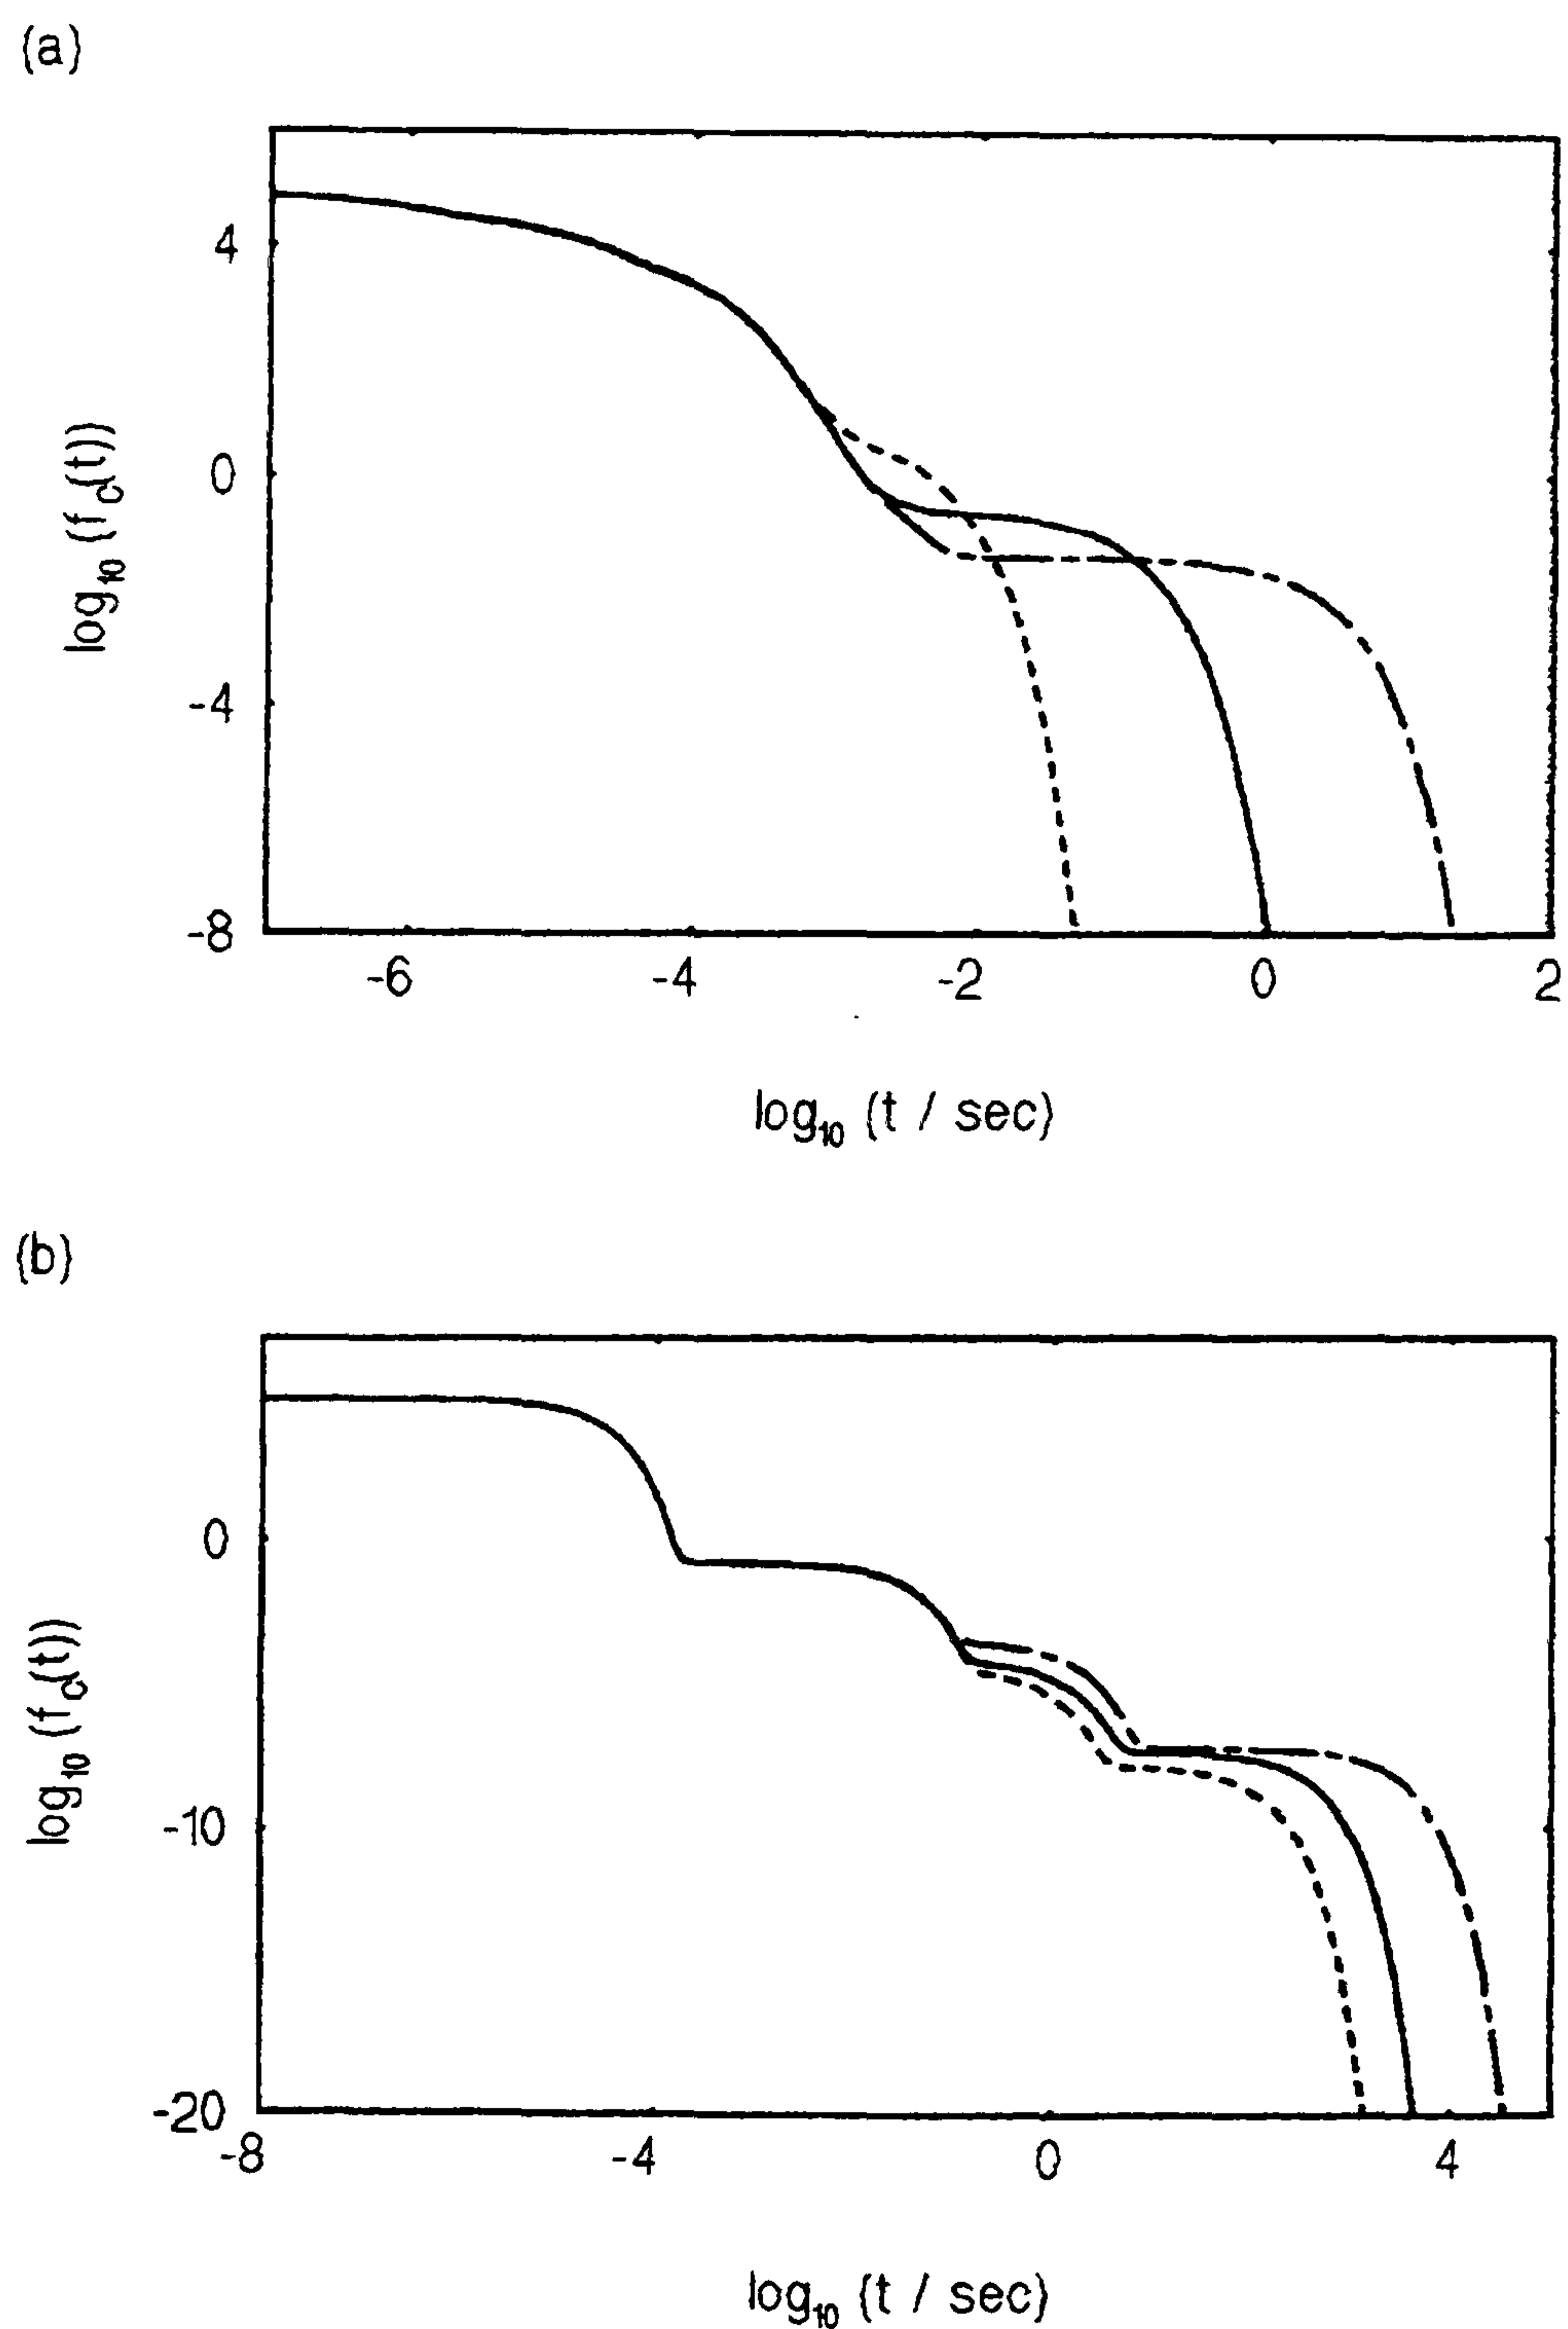 (a)
4
0
-4
-8
log₁₀ (f_c(t))
-6 -4 -2 0 2
log₁₀ (t / sec)
(b)
0
-10
-20
log₁₀ (f_c(t))
-8 -4 0 4
log₁₀ (t / sec)